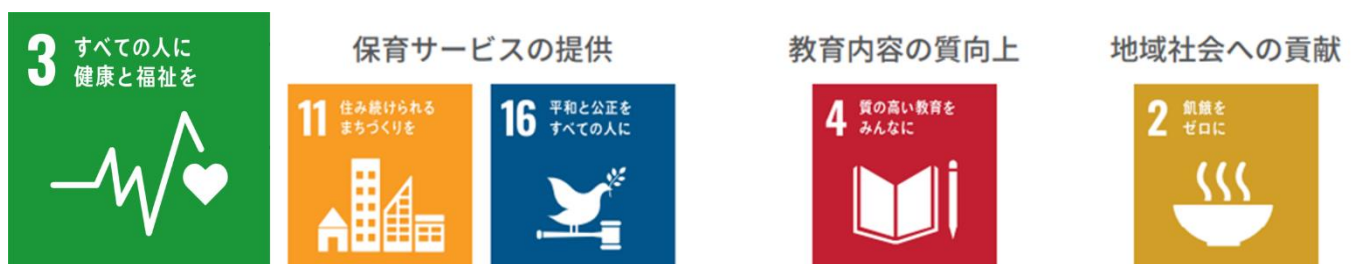 3
すべての人に
健康と福祉を
保育サービスの提供
11
住み続けられる
まちづくりを
16
平和と公正を
すべての人に
教育内容の質向上
4
質の高い教育を
みんなに
地域社会への貢献
2
飢餓を
ゼロに